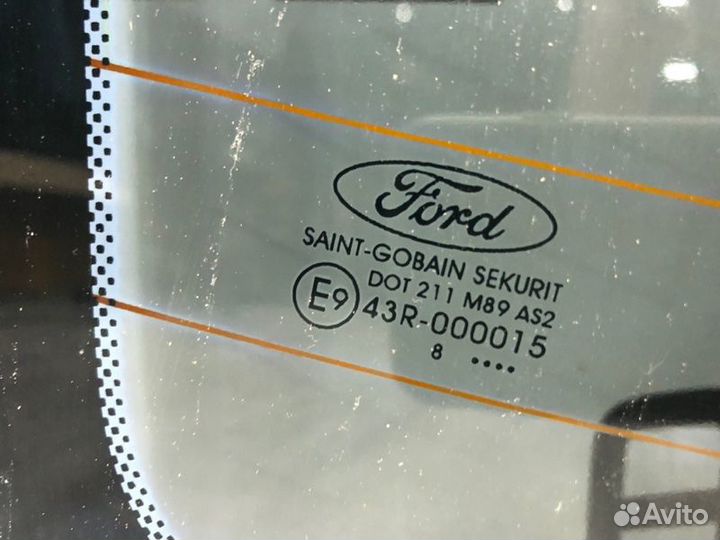 Ford
SAINT-GOBAIN SEKURIT
DOT 211 M89 AS2
E9 43R-000015
8 ....
Avito